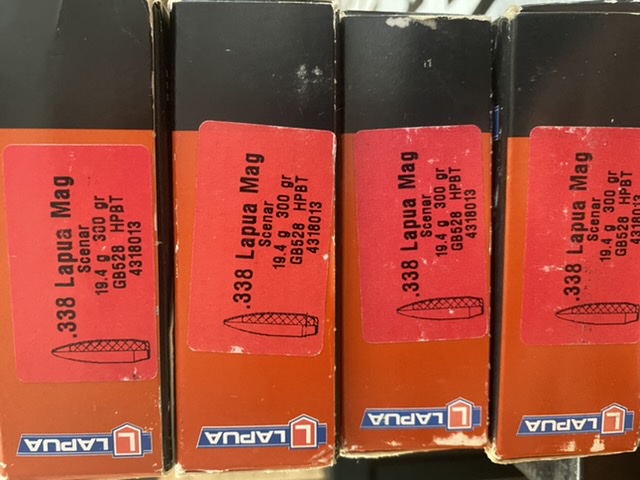 .338 Lapua Mag
Scenar
19.4 g 300 gr
GB528 HPBT
4318013
LAPUA
.338 Lapua Mag
Scenar
19.4 g 300 gr
GB528 HPBT
4318013
LAPUA
.338 Lapua Mag
Scenar
19.4 g 300 gr
GB528 HPBT
4318013
LAPUA
.338 Lapua Mag
Scenar
19.4 g 300 gr
GB528 HPBT
4318013
LAPUA